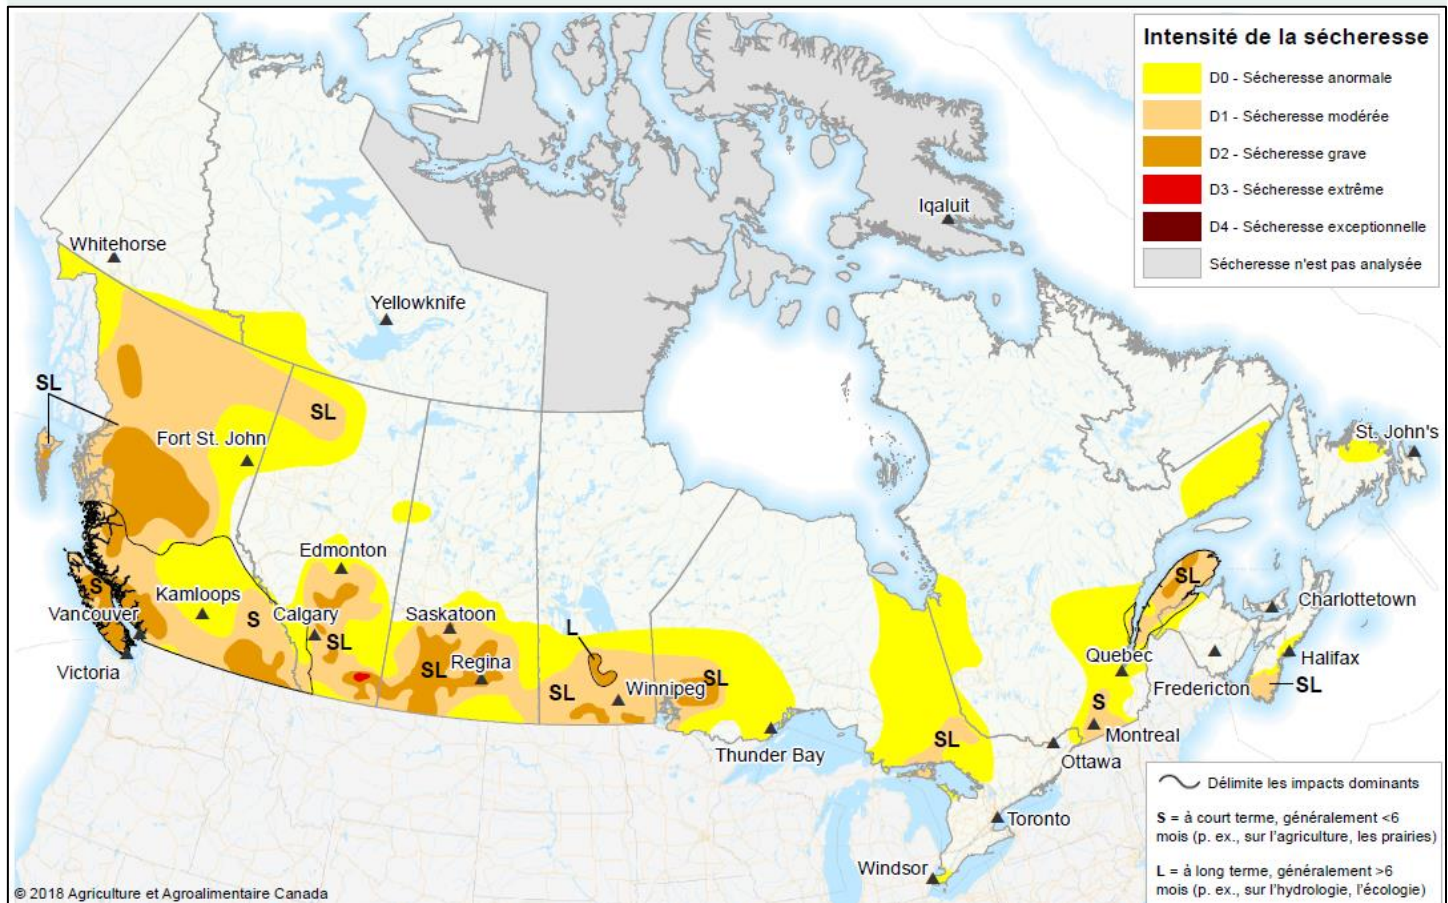 Intensité de la sécheresse
D0 - Sécheresse anormale
D1 - Sécheresse modérée
D2 - Sécheresse grave
D3 - Sécheresse extrême
D4 - Sécheresse exceptionnelle
Sécheresse n'est pas analysée
Iqaluit
Whitehorse
Yellowknife
SL
SL
Fort St. John
St. John's
Edmonton
SL
S
Kamloops
Charlottetown
Vancouver
S
Calgary
Saskatoon
L
SL
Quebec
Halifax
Victoria
SL
Regina
SL
Winnipeg
SL
Fredericton
SL
S
Montreal
Thunder Bay
SL
Ottawa
Toronto
Windsor
Délimite les impacts dominants
S = à court terme, généralement <6
mois (p. ex., sur l'agriculture, les prairies)
L = à long terme, généralement >6
mois (p. ex., sur l'hydrologie, l'écologie)
© 2018 Agriculture et Agroalimentaire Canada